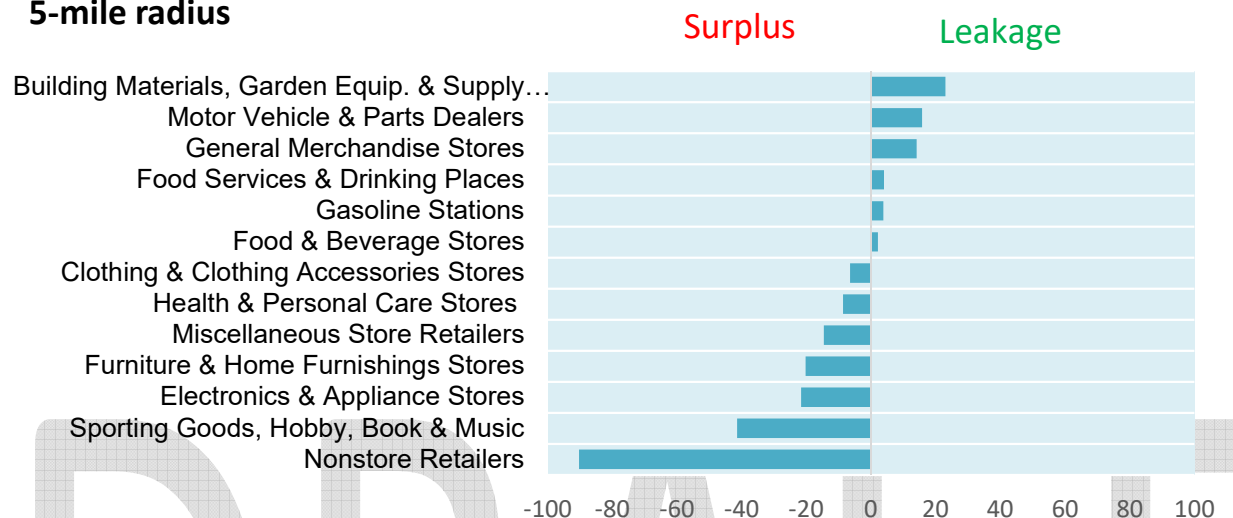 5-mile radius
Surplus
Leakage
Building Materials, Garden Equip. & Supply…
Motor Vehicle & Parts Dealers
General Merchandise Stores
Food Services & Drinking Places
Gasoline Stations
Food & Beverage Stores
Clothing & Clothing Accessories Stores
Health & Personal Care Stores
Miscellaneous Store Retailers
Furniture & Home Furnishings Stores
Electronics & Appliance Stores
Sporting Goods, Hobby, Book & Music
Nonstore Retailers
-100 -80 -60 -40 -20 0 20 40 60 80 100